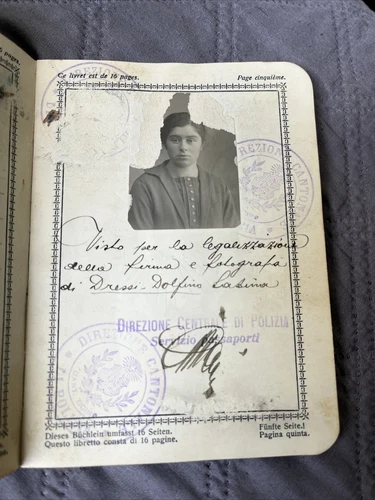 Ce livret est de 16 pages.
Page cinquième.
Visto per la legalizzazione
della firma e fotografia
di Dressi-Dolfino Sabina
DIREZIONE CENTRALE DI POLIZIA
Servizio passaporti
DIREZIONE CANTON
Dieses Büchlein umfasst 16 Seiten.
Fünfte Seite.
Questo libretto consta di 16 pagine.
Pagina quinta.